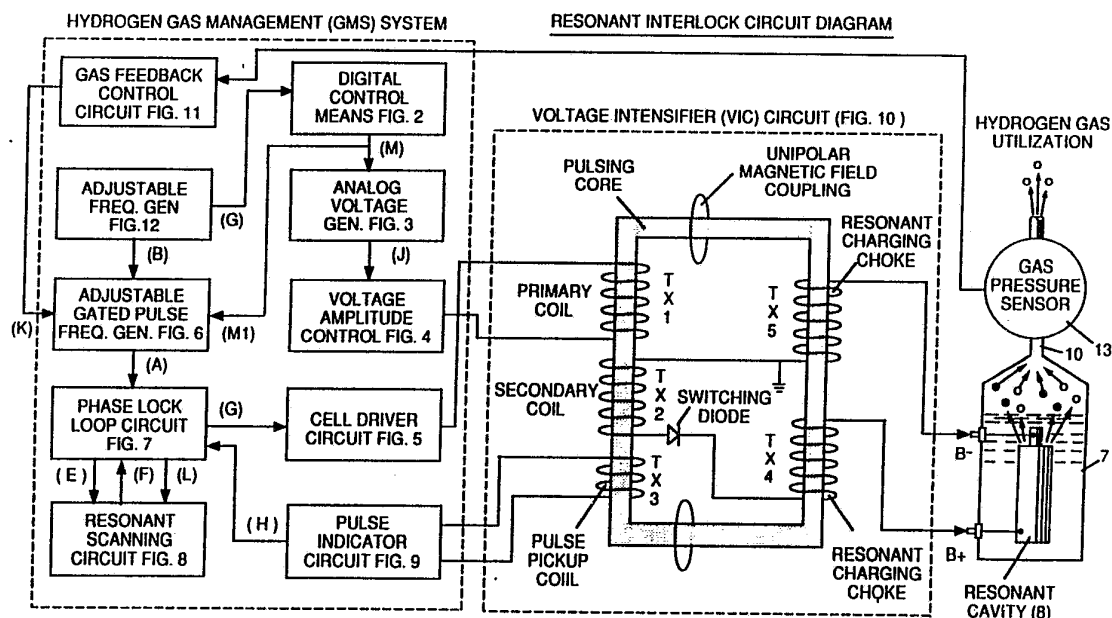 HYDROGEN GAS MANAGEMENT (GMS) SYSTEM
RESONANT INTERLOCK CIRCUIT DIAGRAM
GAS FEEDBACK
CONTROL
CIRCUIT FIG. 11
DIGITAL
CONTROL
MEANS FIG. 2
(M)
ADJUSTABLE
FREQ. GEN
FIG.12
(G)
ANALOG
VOLTAGE
GEN. FIG. 3
(B)
(J)
(K)
ADJUSTABLE
GATED PULSE
FREQ. GEN. FIG. 6
(M1)
VOLTAGE
AMPLITUDE
CONTROL FIG. 4
(A)
PHASE LOCK
LOOP CIRCUIT
FIG. 7
(G)
CELL DRIVER
CIRCUIT FIG. 5
(E)
(F)
(L)
RESONANT
SCANNING
CIRCUIT FIG. 8
(H)
PULSE
INDICATOR
CIRCUIT FIG. 9
VOLTAGE INTENSIFIER (VIC) CIRCUIT (FIG. 10 )
PULSING
CORE
UNIPOLAR
MAGNETIC FIELD
COUPLING
RESONANT
CHARGING
CHOKE
PRIMARY
COIL
TX1
TX5
SECONDARY
COIL
TX2
SWITCHING
DIODE
TX3
TX4
PULSE
PICKUP
COIIL
RESONANT
CHARGING
CHOKE
HYDROGEN GAS
UTILIZATION
GAS
PRESSURE
SENSOR
13
10
7
B-
B+
RESONANT
CAVITY (8)